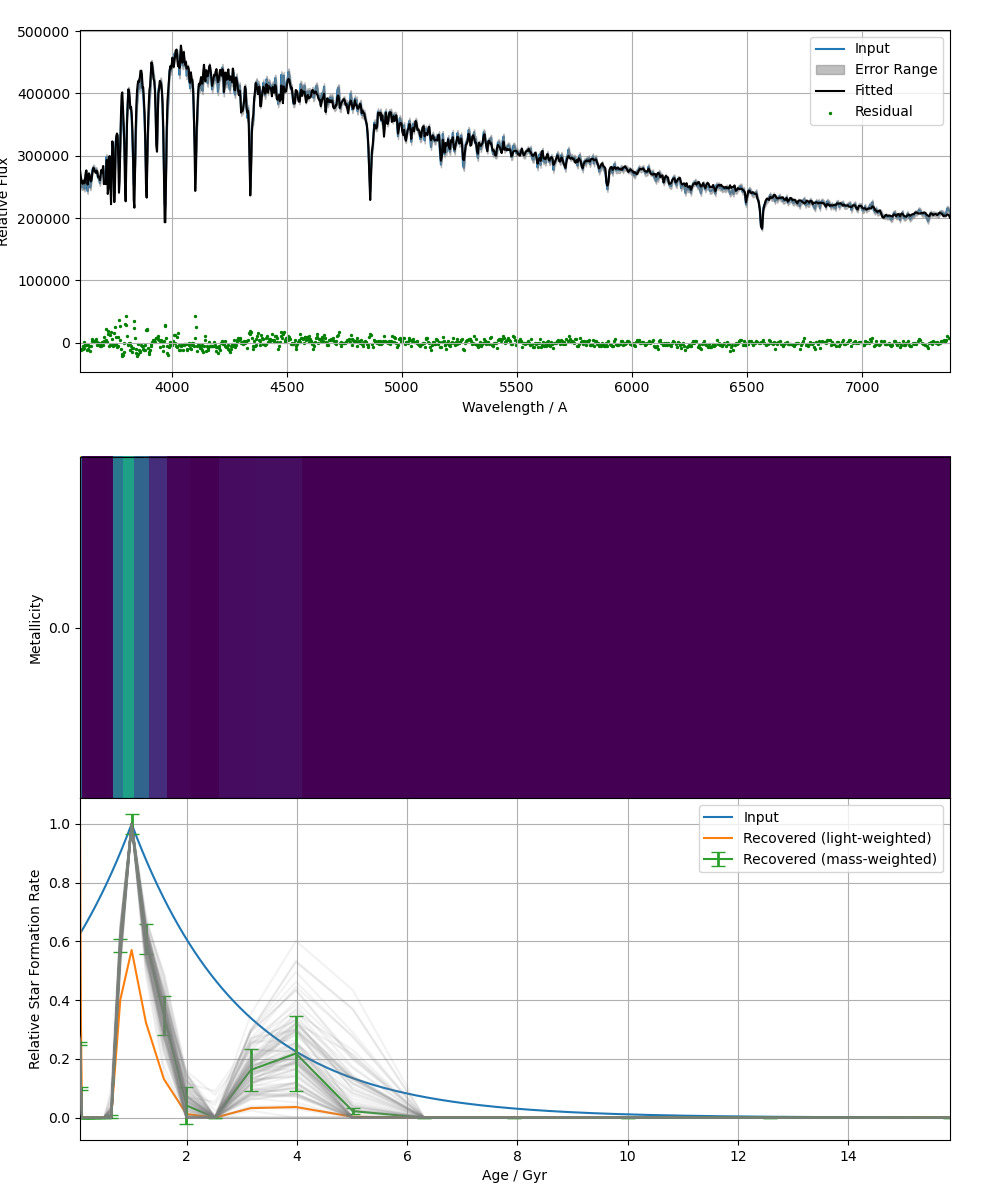 500000
400000
300000
200000
100000
0
Relative Flux
Input
Error Range
Fitted
Residual
4000 4500 5000 5500 6000 6500 7000
Wavelength / A
Metallicity
0.0
1.0
0.8
0.6
0.4
0.2
0.0
Relative Star Formation Rate
Input
Recovered (light-weighted)
Recovered (mass-weighted)
2 4 6 8 10 12 14
Age / Gyr